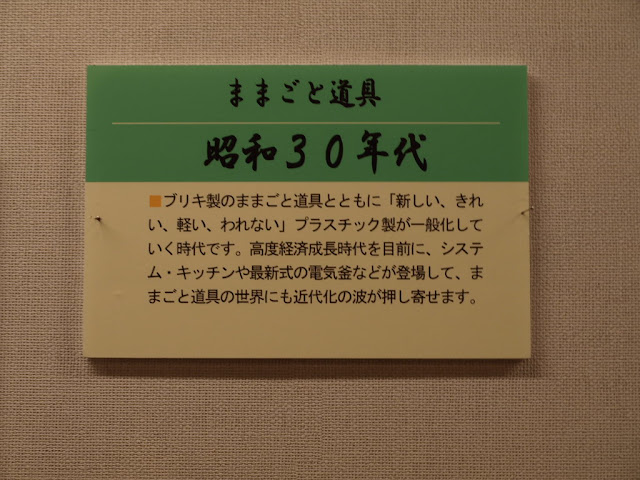 ままごと道具
昭和30年代
■ブリキ製のままごと道具とともに「新しい、きれ
い、軽い、われない」プラスチック製が一般化して
いく時代です。高度経済成長時代を目前に、システ
ム・キッチンや最新式の電気釜などが登場して、ま
まごと道具の世界にも近代化の波が押し寄せます。